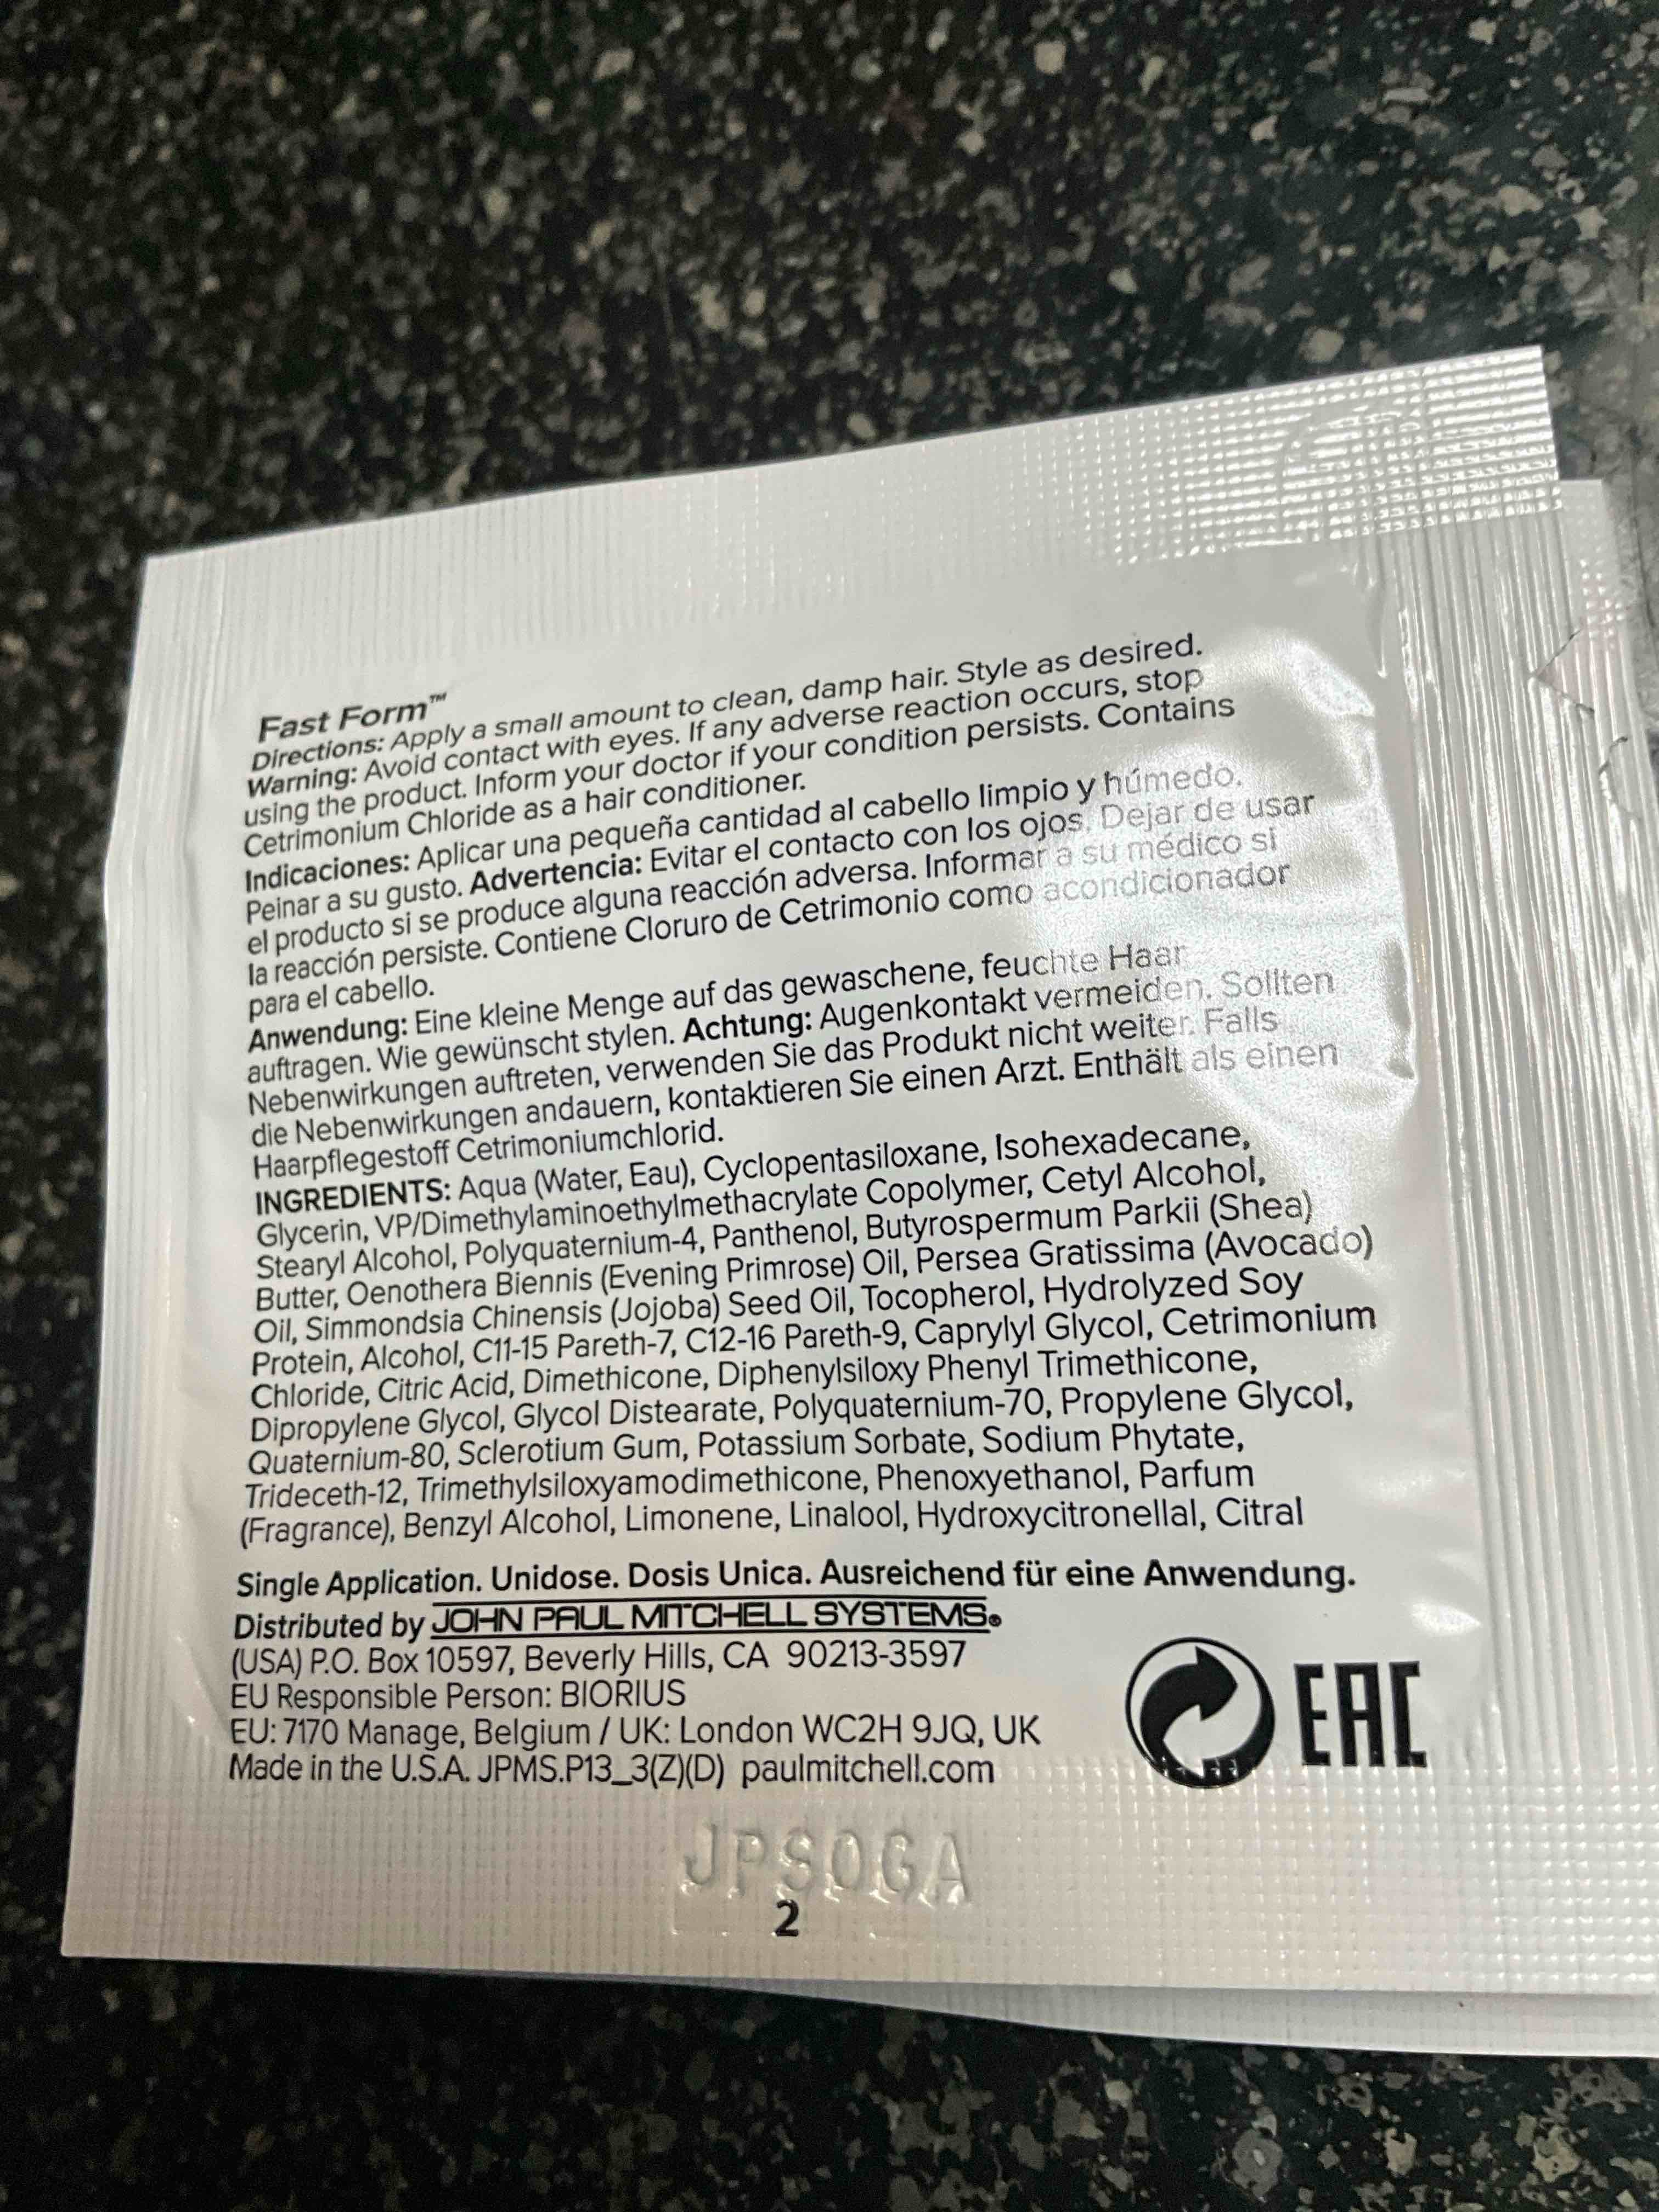 Fast Form™
Directions: Apply a small amount to clean, damp hair. Style as desired.
Warning: Avoid contact with eyes. If any adverse reaction occurs, stop
using the product. Inform your doctor if your condition persists. Contains
Cetrimonium Chloride as a hair conditioner.
Indicaciones: Aplicar una pequeña cantidad al cabello limpio y húmedo.
Peinar a su gusto. Advertencia: Evitar el contacto con los ojos. Dejar de usar
el producto si se produce alguna reacción adversa. Informar a su médico si
la reacción persiste. Contiene Cloruro de Cetrimonio como acondicionador
para el cabello.
Anwendung: Eine kleine Menge auf das gewaschene, feuchte Haar
auftragen. Wie gewünscht stylen. Achtung: Augenkontakt vermeiden. Sollten
Nebenwirkungen auftreten, verwenden Sie das Produkt nicht weiter. Falls
die Nebenwirkungen andauern, kontaktieren Sie einen Arzt. Enthält als einen
Haarpflegestoff Cetrimoniumchlorid.
INGREDIENTS: Aqua (Water, Eau), Cyclopentasiloxane, Isohexadecane,
Glycerin, VP/Dimethylaminoethylmethacrylate Copolymer, Cetyl Alcohol,
Stearyl Alcohol, Polyquaternium-4, Panthenol, Butyrospermum Parkii (Shea)
Butter, Oenothera Biennis (Evening Primrose) Oil, Persea Gratissima (Avocado)
Oil, Simmondsia Chinensis (Jojoba) Seed Oil, Tocopherol, Hydrolyzed Soy
Protein, Alcohol, C11-15 Pareth-7, C12-16 Pareth-9, Caprylyl Glycol, Cetrimonium
Chloride, Citric Acid, Dimethicone, Diphenylsiloxy Phenyl Trimethicone,
Dipropylene Glycol, Glycol Distearate, Polyquaternium-70, Propylene Glycol,
Quaternium-80, Sclerotium Gum, Potassium Sorbate, Sodium Phytate,
Trideceth-12, Trimethylsiloxyamodimethicone, Phenoxyethanol, Parfum
(Fragrance), Benzyl Alcohol, Limonene, Linalool, Hydroxycitronellal, Citral
Single Application. Unidose. Dosis Unica. Ausreichend für eine Anwendung.
Distributed by JOHN PAUL MITCHELL SYSTEMS®
(USA) P.O. Box 10597, Beverly Hills, CA 90213-3597
EU Responsible Person: BIORIUS
EU: 7170 Manage, Belgium / UK: London WC2H 9JQ, UK
Made in the U.S.A. JPMS.P13_3(Z)(D) paulmitchell.com
EAC
JPSOGA
2